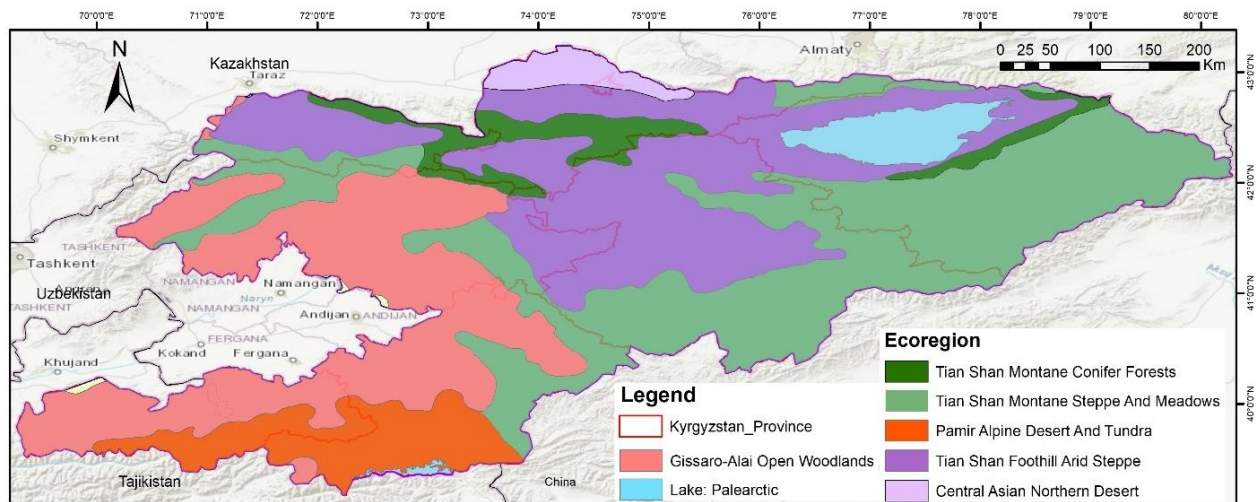 70°0'0"E 71°0'0"E 72°0'0"E 73°0'0"E 74°0'0"E 75°0'0"E 76°0'0"E 77°0'0"E 78°0'0"E 79°0'0"E 80°0'0"E
N
Kazakhstan
Taraz
Almaty
0 25 50 100 150 200
Km
43°0'0"N
Shymkent
42°0'0"N
TASHKENT
Tashkent
Uzbekistan
TASHKENT
NAMANGAN
Namangan
Naryn
NAMANGAN
Andijan
ANDIJAN
41°0'0"N
FERGANA
Khujand
Kokand
Fergana
40°0'0"N
Tajikistan
China
Legend
Kyrgyzstan_Province
Gissaro-Alai Open Woodlands
Lake: Palearctic
Ecoregion
Tian Shan Montane Conifer Forests
Tian Shan Montane Steppe And Meadows
Pamir Alpine Desert And Tundra
Tian Shan Foothill Arid Steppe
Central Asian Northern Desert